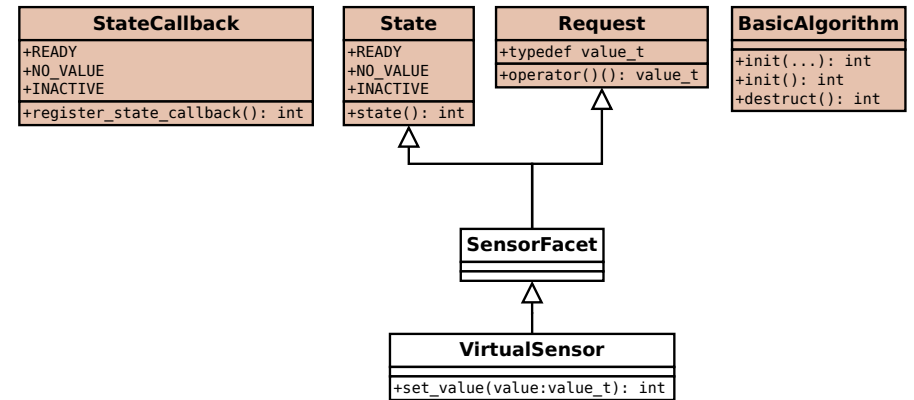 StateCallback
+READY
+NO_VALUE
+INACTIVE
+register_state_callback(): int
State
+READY
+NO_VALUE
+INACTIVE
+state(): int
Request
+typedef value_t
+operator()(): value_t
BasicAlgorithm
+init(...): int
+init(): int
+destruct(): int
SensorFacet
VirtualSensor
+set_value(value:value_t): int